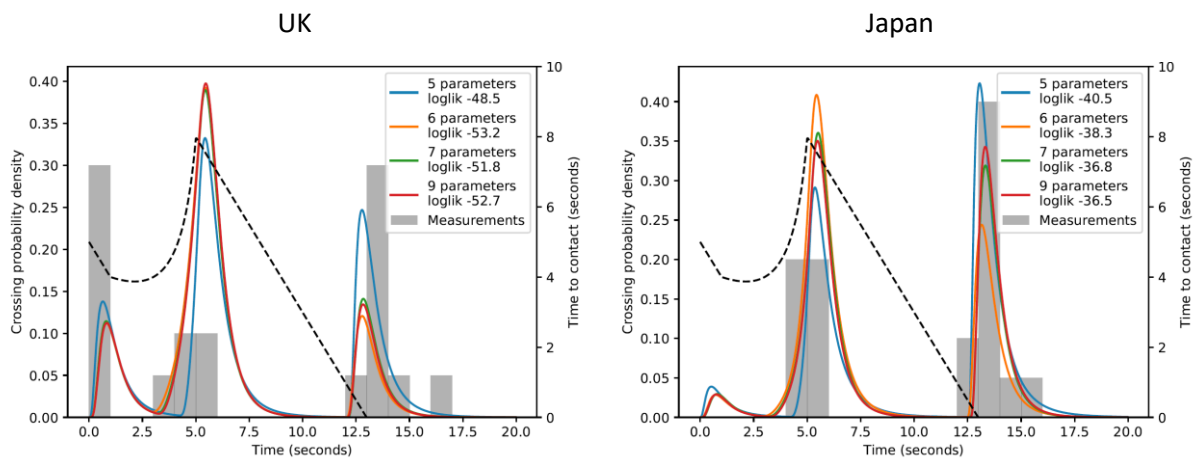 UK
Japan
0.40
0.35
0.30
0.25
0.20
0.15
0.10
0.05
0.00
Crossing probability density
0.0
2.5
5.0
7.5
10.0
12.5
15.0
17.5
20.0
Time (seconds)
10
8
6
4
2
0
Time to contact (seconds)
5 parameters
loglik -48.5
6 parameters
loglik -53.2
7 parameters
loglik -51.8
9 parameters
loglik -52.7
Measurements
0.40
0.35
0.30
0.25
0.20
0.15
0.10
0.05
0.00
Crossing probability density
0.0
2.5
5.0
7.5
10.0
12.5
15.0
17.5
20.0
Time (seconds)
10
8
6
4
2
0
Time to contact (seconds)
5 parameters
loglik -40.5
6 parameters
loglik -38.3
7 parameters
loglik -36.8
9 parameters
loglik -36.5
Measurements